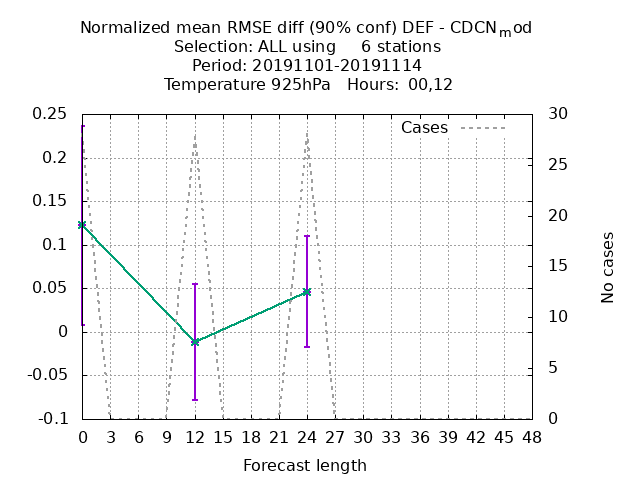 Normalized mean RMSE diff (90% conf) DEF - CDCNmod
Selection: ALL using 6 stations
Period: 20191101-20191114
Temperature 925hPa Hours: 00,12
Cases
0.25
0.2
0.15
0.1
0.05
0
-0.05
-0.1
30
25
20
15
10
5
0
No cases
0 3 6 9 12 15 18 21 24 27 30 33 36 39 42 45 48
Forecast length